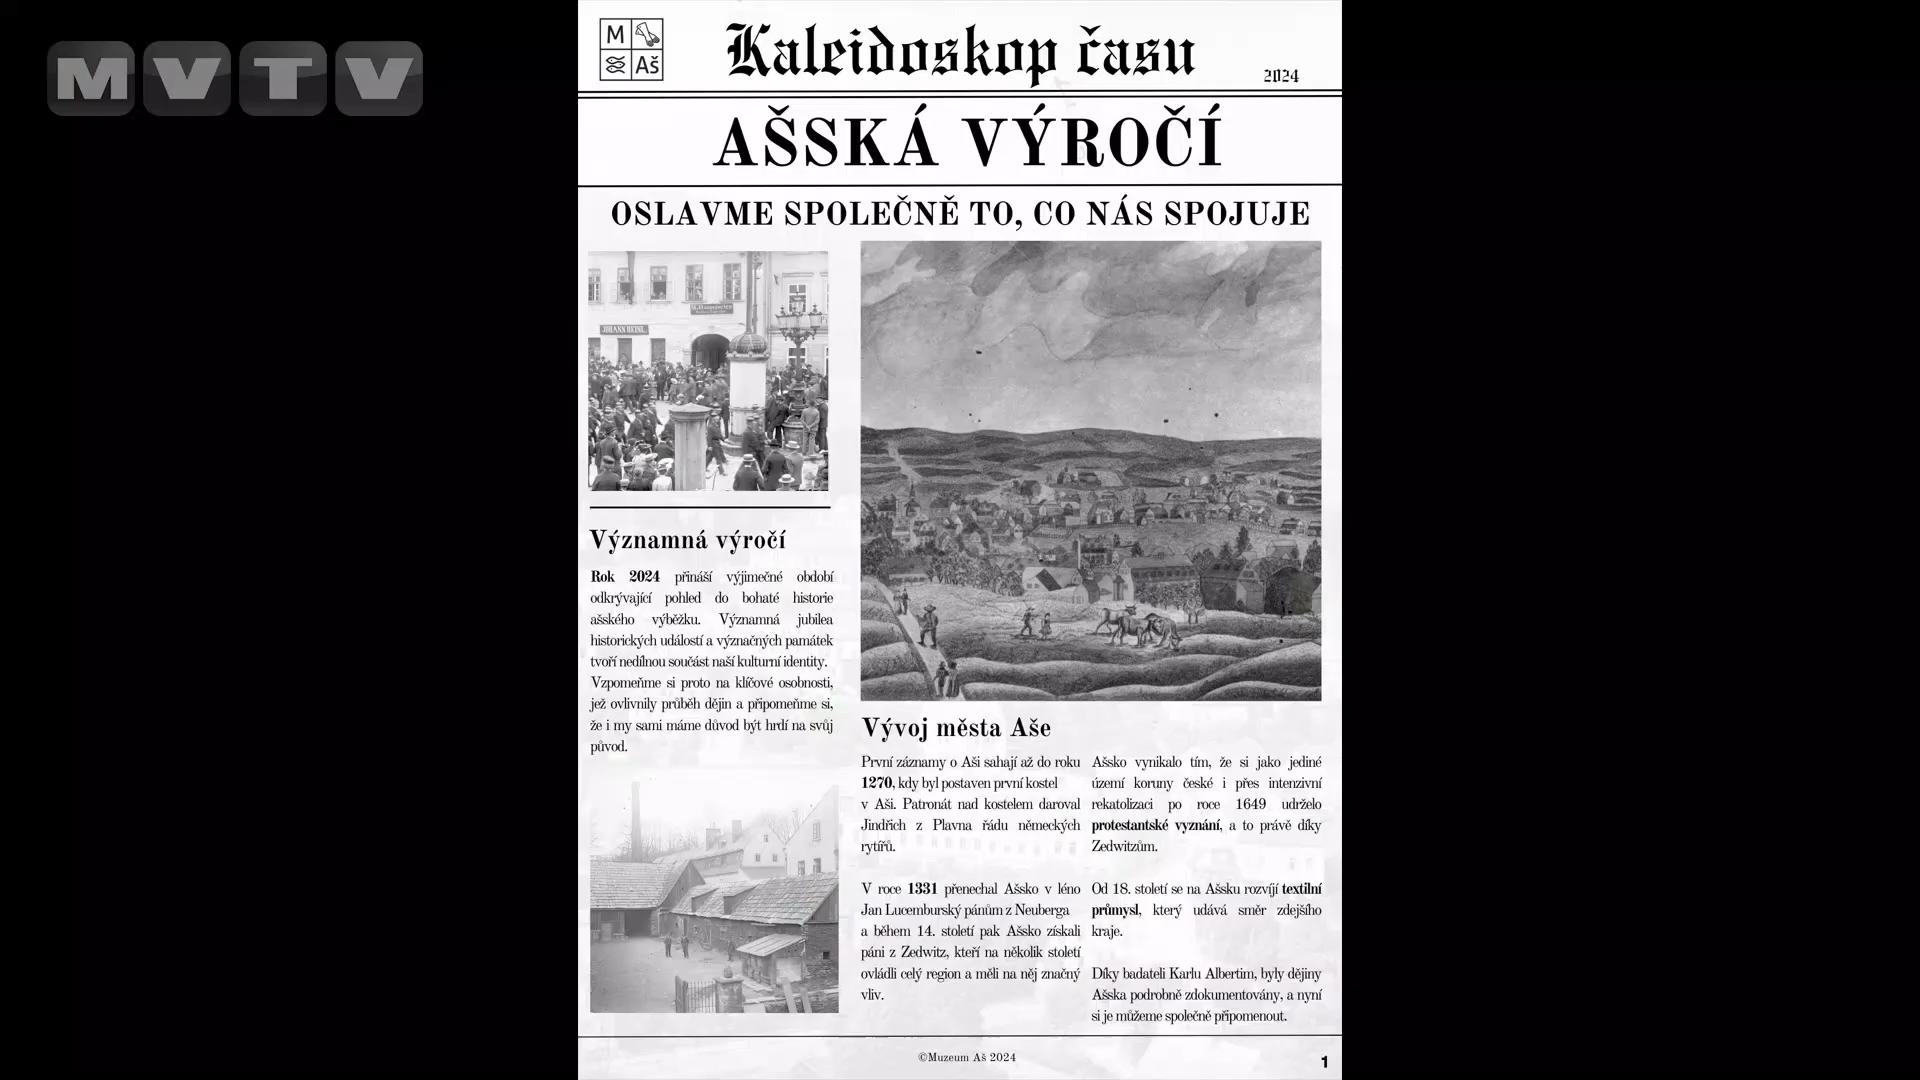 MVTV
M
Aš
Kaleidoskop času
2024
AŠSKÁ VÝROČÍ
OSLAVME SPOLEČNĚ TO, CO NÁS SPOJUJE
JOHANN HEINL
Významná výročí
Rok 2024 přináší výjimečné období
odkrývající pohled do bohaté historie
ašského výběžku. Významná jubilea
historických událostí a význačných památek
tvoří nedílnou součást naší kulturní identity.
Vzpomeňme si proto na klíčové osobnosti,
jež ovlivnily průběh dějin a připomeňme si,
že i my sami máme důvod být hrdí na svůj
původ.
Vývoj města Aše
První záznamy o Aši sahají až do roku
1270, kdy byl postaven první kostel
v Aši. Patronát nad kostelem daroval
Jindřich z Plavna řádu německých
rytířů.
V roce 1331 přenechal Ašsko v léno
Jan Lucemburský pánům z Neuberga
a během 14. století pak Ašsko získali
páni z Zedwitz, kteří na několik století
ovládli celý region a měli na něj značný
vliv.
Ašsko vynikalo tím, že si jako jediné
území koruny české i přes intenzivní
rekatolizaci po roce 1649 udrželo
protestantské vyznání, a to právě díky
Zedwitzům.
Od 18. století se na Ašsku rozvíjí textilní
průmysl, který udává směr zdejšího
kraje.
Díky badateli Karlu Albertim, byly dějiny
Ašska podrobně zdokumentovány, a nyní
si je můžeme společně připomenout.
©Muzeum Aš 2024
1